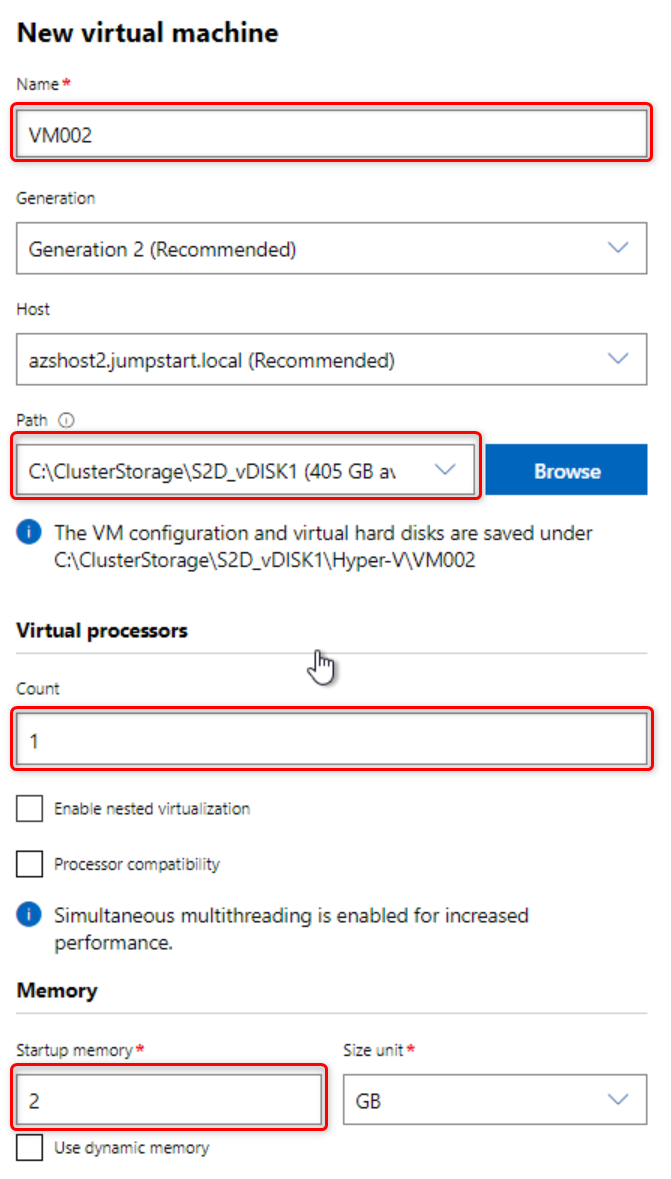 New virtual machine
Name *
VM002
Generation
Generation 2 (Recommended)
Host
azshost2.jumpstart.local (Recommended)
Path
C:\ClusterStorage\S2D_vDISK1 (405 GB
Browse
The VM configuration and virtual hard disks are saved under
C:\ClusterStorage\S2D_vDISK1\Hyper-V\VM002
Virtual processors
Count
1
Enable nested virtualization
Processor compatibility
Simultaneous multithreading is enabled for increased
performance.
Memory
Startup memory * Size unit *
2 GB
Use dynamic memory